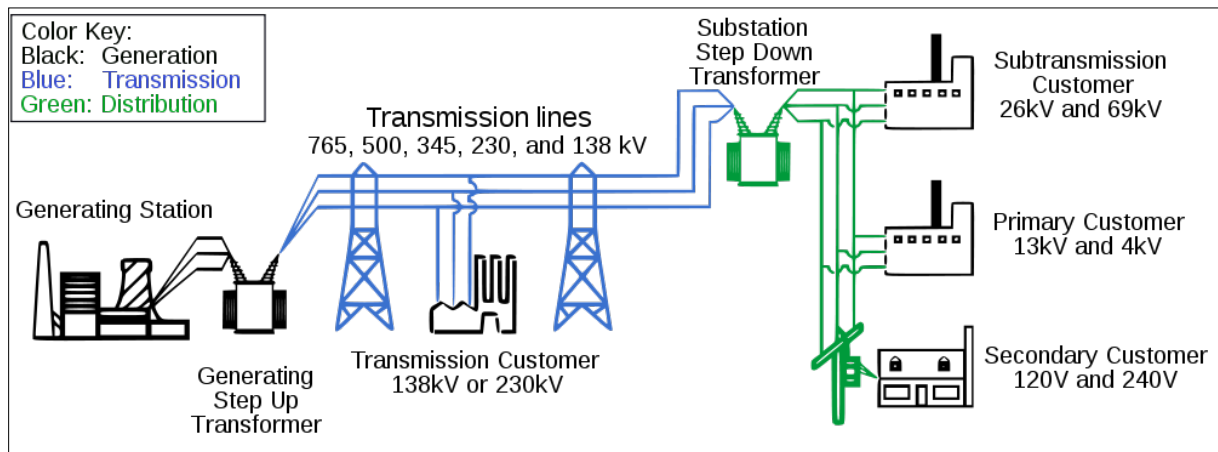 Color Key:
Black: Generation
Blue: Transmission
Green: Distribution
Generating Station
Generating
Step Up
Transformer
Transmission lines
765, 500, 345, 230, and 138 kV
Transmission Customer
138kV or 230kV
Substation
Step Down
Transformer
Subtransmission
Customer
26kV and 69kV
Primary Customer
13kV and 4kV
Secondary Customer
120V and 240V